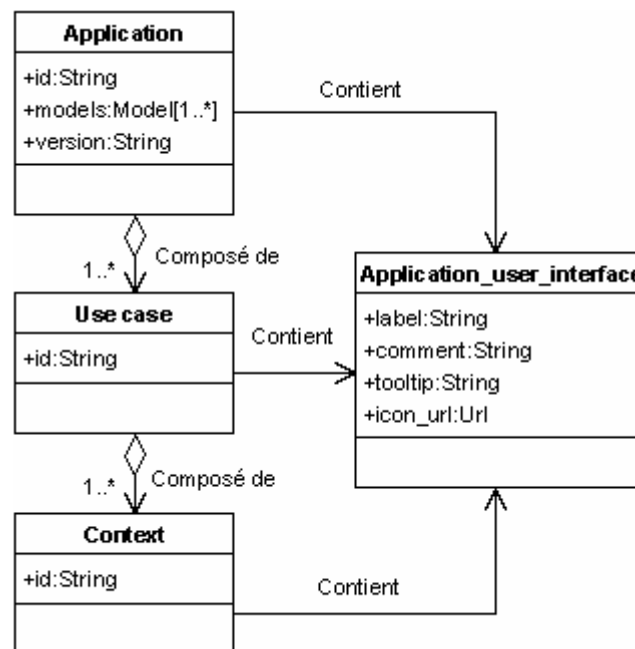 Application
+id:String
+models:Model[1..*]
+version:String
Contient
Composé de
1..*
Use case
+id:String
Contient
Application_user_interface
+label:String
+comment:String
+tooltip:String
+icon_url:Url
Composé de
1..*
Context
+id:String
Contient